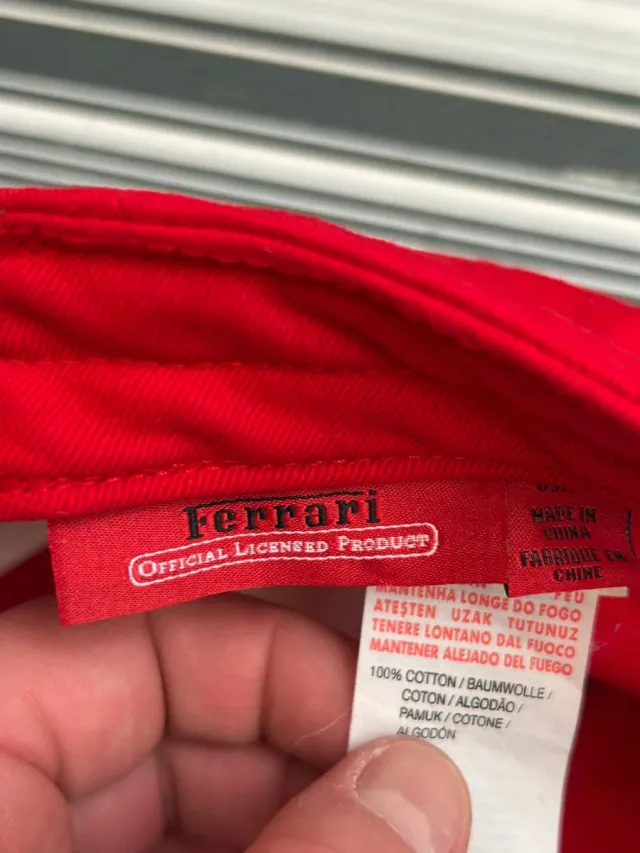 Ferrari
OFFICIAL LICENSED PRODUCT
MADE IN
CHINA
FABRIQUE EN
CHINE
FEU
MANTENHA LONGE DO FOGO
ATEŞTEN UZAK TUTUNUZ
TENERE LONTANO DAL FUOCO
MANTENER ALEJADO DEL FUEGO
100% COTTON / BAUMWOLLE /
COTON / ALGODÃO /
PAMUK / COTONE /
ALGODÓN